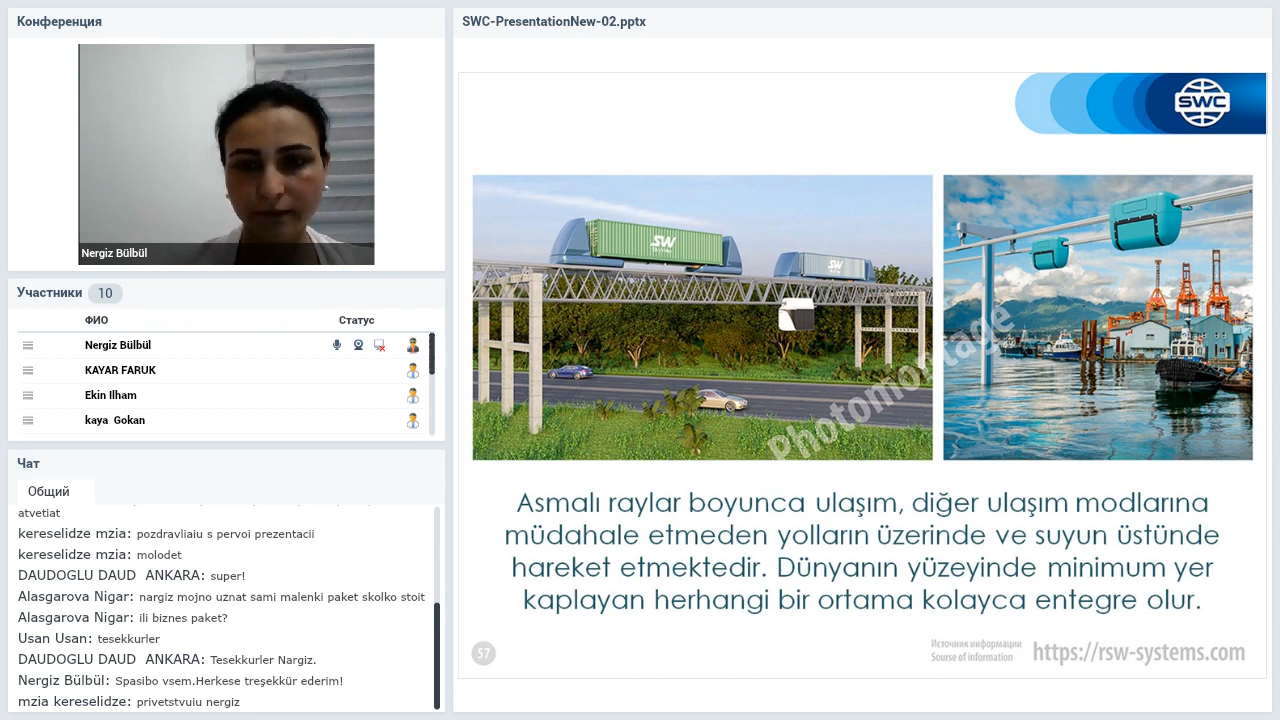 Конференция
Nergiz Bülbül
Участники 10
ФИО Статус
Nergiz Bülbül
KAYAR FARUK
Ekin Ilham
kaya Gokan
Чат
Общий
atvetiat
kereselidze mzia: pozdravliaiu s pervoi prezentacii
kereselidze mzia: molodet
DAUDOGLU DAUD ANKARA: super!
Alasgarova Nigar: nargiz mojno uznat sami malenki paket skolko stoit
Alasgarova Nigar: ili biznes paket?
Usan Usan: tesekkurler
DAUDOGLU DAUD ANKARA: Tesekkurler Nargiz.
Nergiz Bülbül: Spasibo vsem.Herkese treşekkür ederim!
mzia kereselidze: privetstvuiu nergiz
SWC-PresentationNew-02.pptx
SWC
SW
Photomontage
Asmalı raylar boyunca ulaşım, diğer ulaşım modlarına
müdahale etmeden yolların üzerinde ve suyun üstünde
hareket etmektedir. Dünyanın yüzeyinde minimum yer
kaplayan herhangi bir ortama kolayca entegre olur.
57
Источник информации
Sourse of information
https://rsw-systems.com